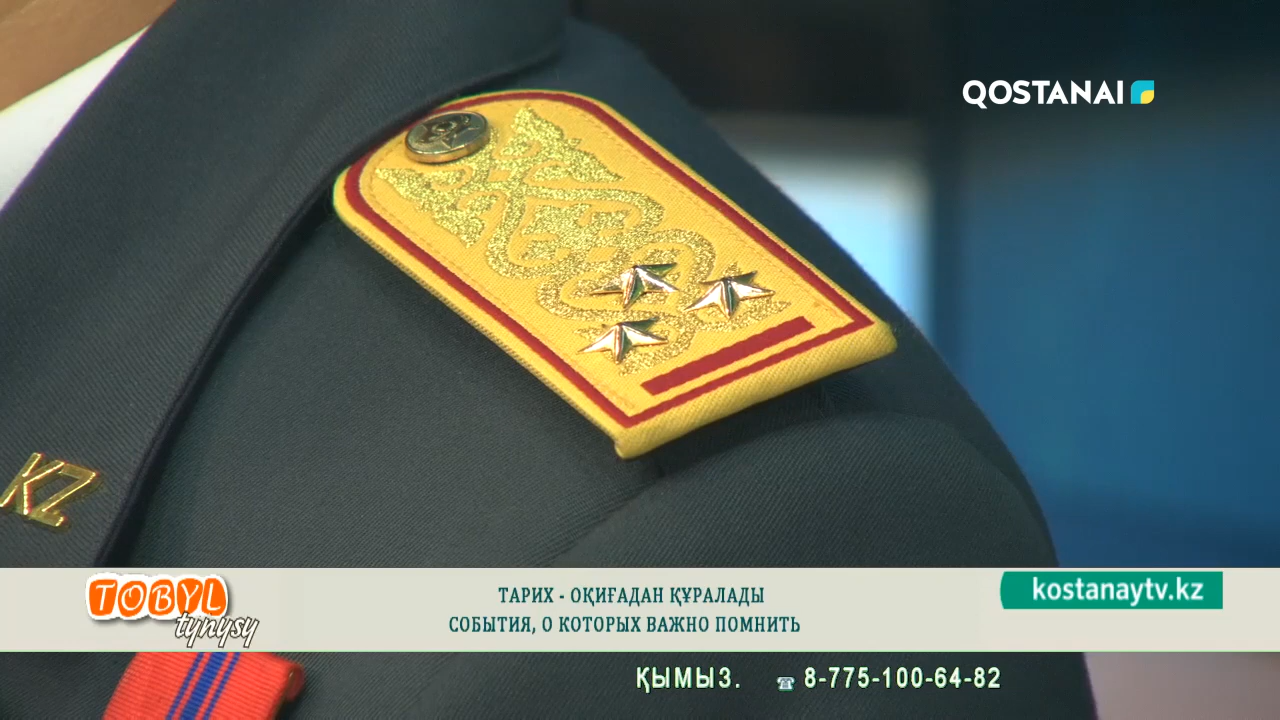 QOSTANAI
KZ
TOBYL
tynysy
ТАРИХ - ОҚИҒАДАН ҚҰРАЛАДЫ
СОБЫТИЯ, О КОТОРЫХ ВАЖНО ПОМНИТЬ
kostanaytv.kz
ҚЫМЫЗ. ☎ 8-775-100-64-82